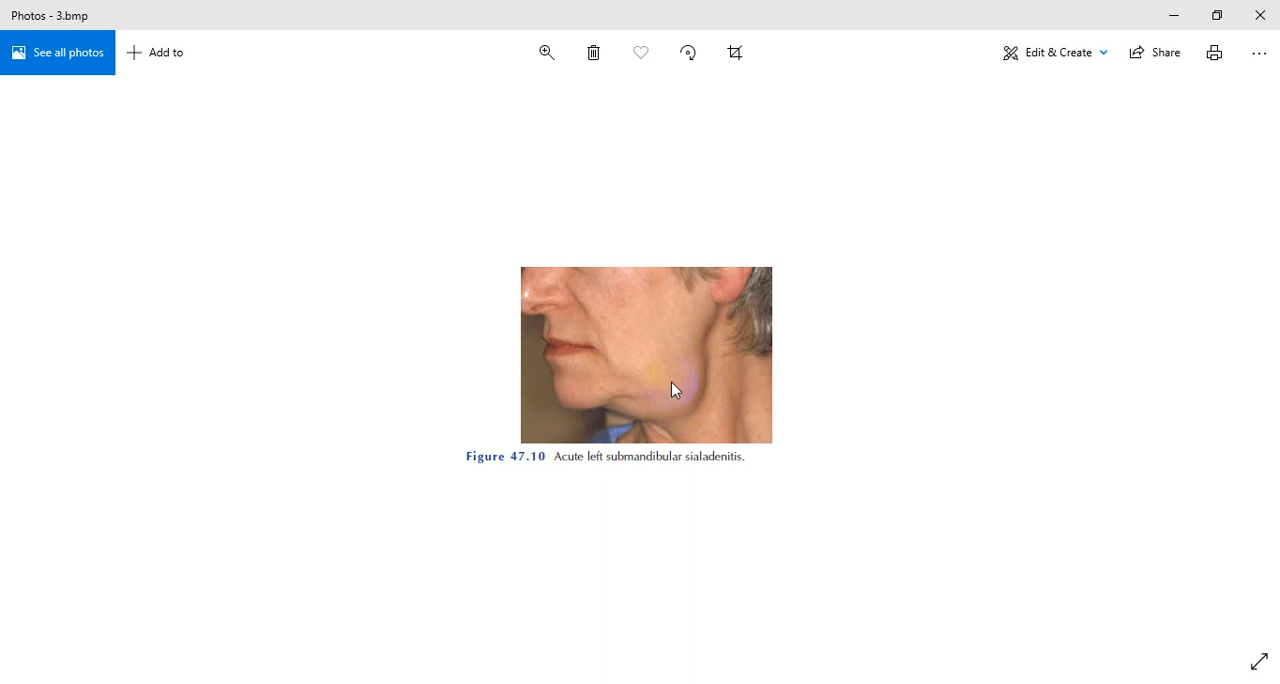 Photos - 3.bmp
See all photos
Add to
Edit & Create
Share
Figure 47.10 Acute left submandibular sialadenitis.